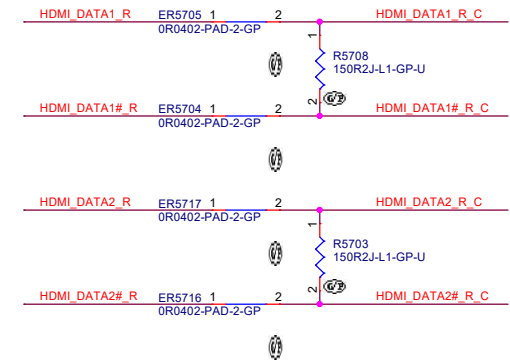 HDMI_DATA1_R ER5705 1 2 HDMI_DATA1_R_C
0R0402-PAD-2-GP
1
R5708
150R2J-L1-GP-U
2
HDMI_DATA1#_R ER5704 1 2 HDMI_DATA1#_R_C
0R0402-PAD-2-GP
HDMI_DATA2_R ER5717 1 2 HDMI_DATA2_R_C
0R0402-PAD-2-GP
1
R5703
150R2J-L1-GP-U
2
HDMI_DATA2#_R ER5716 1 2 HDMI_DATA2#_R_C
0R0402-PAD-2-GP